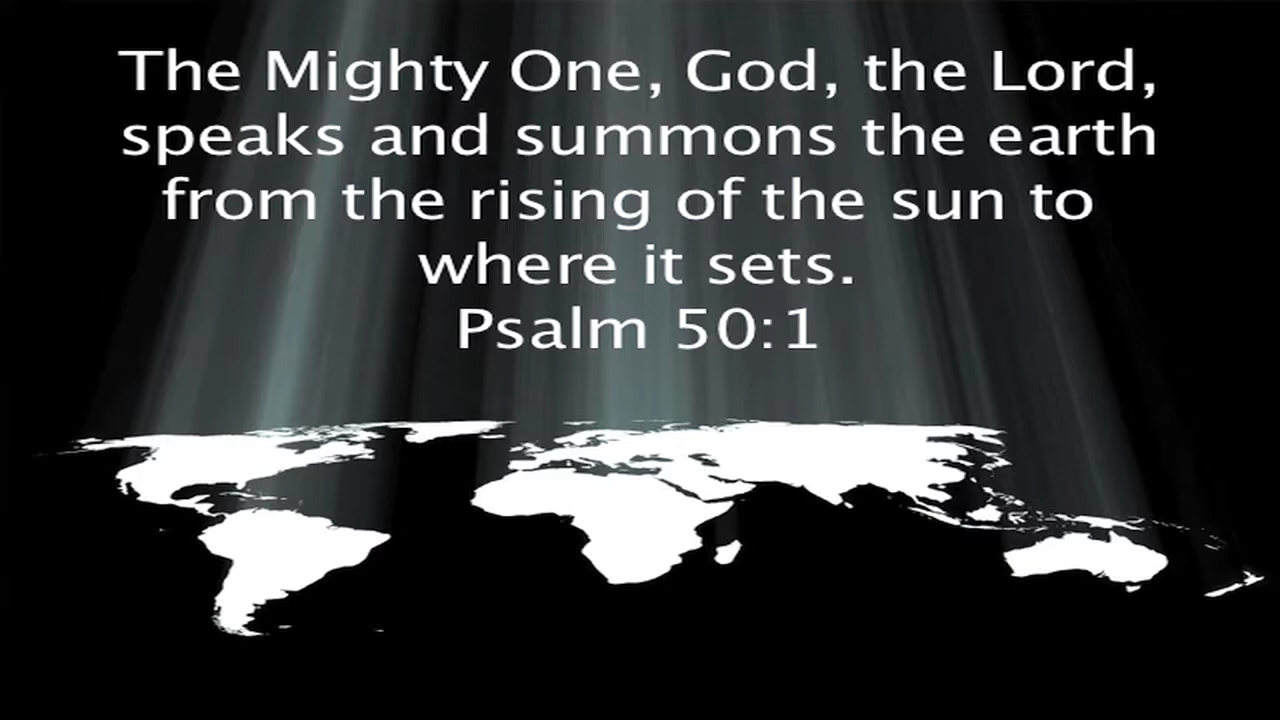 The Mighty One, God, the Lord,
speaks and summons the earth
from the rising of the sun to
where it sets.
Psalm 50:1